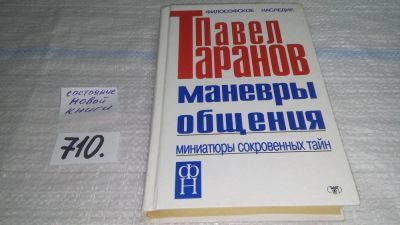 состояние
новой
книги
710.
ФИЛОСОФСКОЕ НАСЛЕДИЕ
Павел
Таранов
маневры
общения
миниатюры сокровенных тайн
ФН